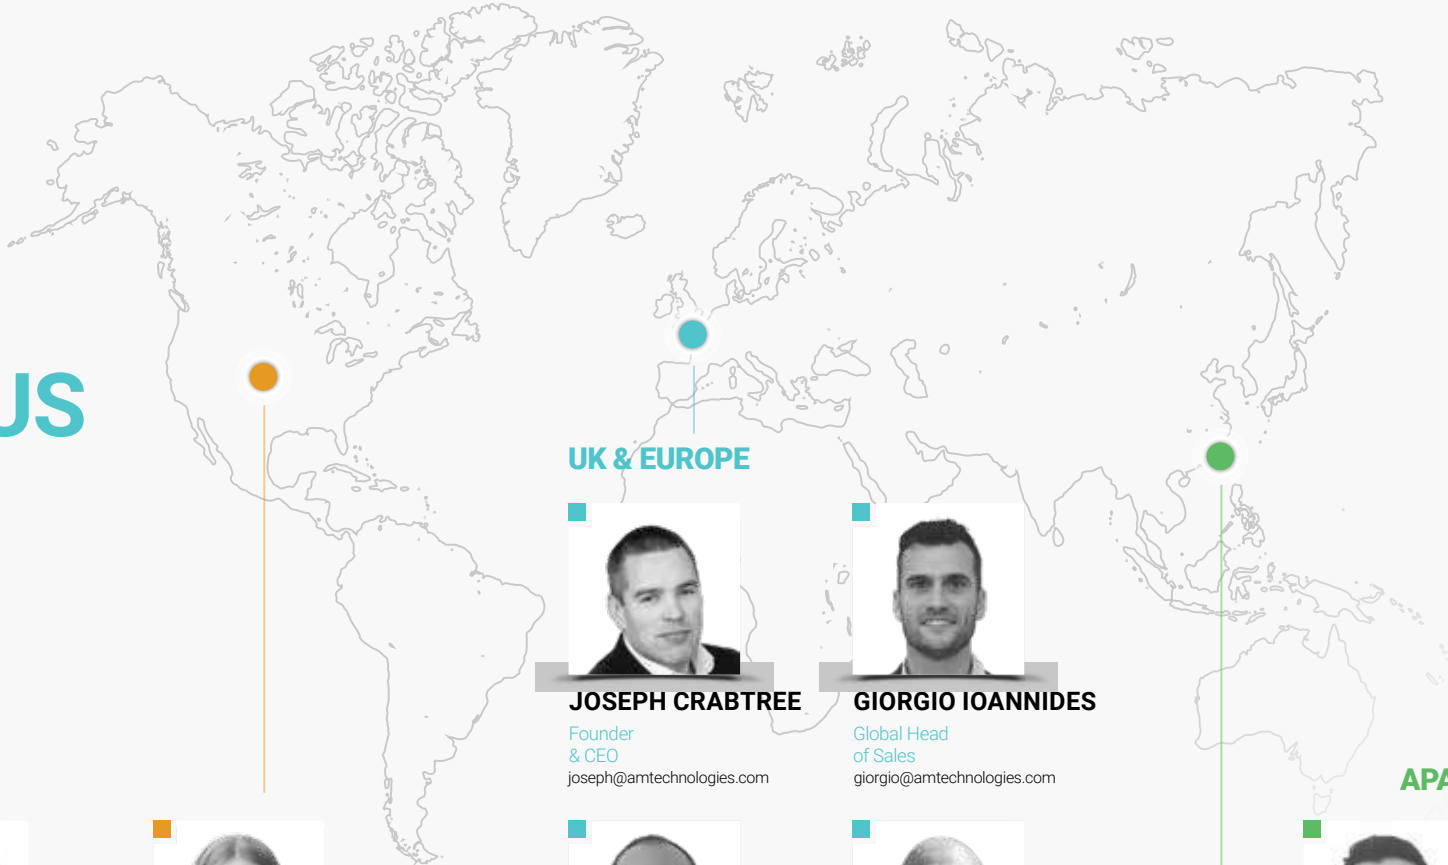 US
UK & EUROPE
JOSEPH CRABTREE
Founder
& CEO
joseph@amtechnologies.com
GIORGIO IOANNIDES
Global Head
of Sales
giorgio@amtechnologies.com
APA